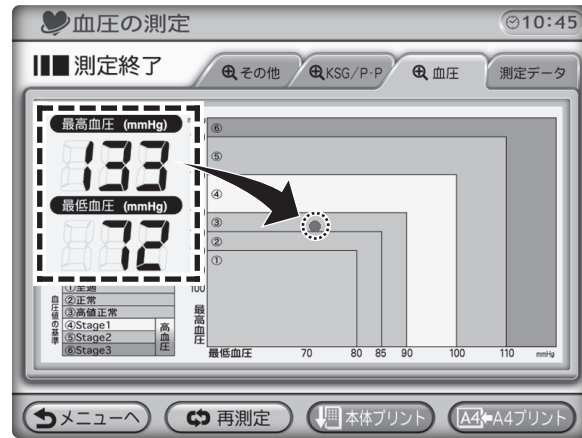 血圧の測定
10:45
測定終了
その他
KSG/P･P
血圧
測定データ
最高血圧 (mmHg)
133
最低血圧 (mmHg)
72
⑥
⑤
④
③
②
①
100
①至適
②正常
③高値正常
④Stage1
⑤Stage2
⑥Stage3
血圧値の基準
高血圧
最高血圧
最低血圧 70 80 85 90 100 110 mmHg
メニューへ
再測定
本体プリント
A4 A4プリント